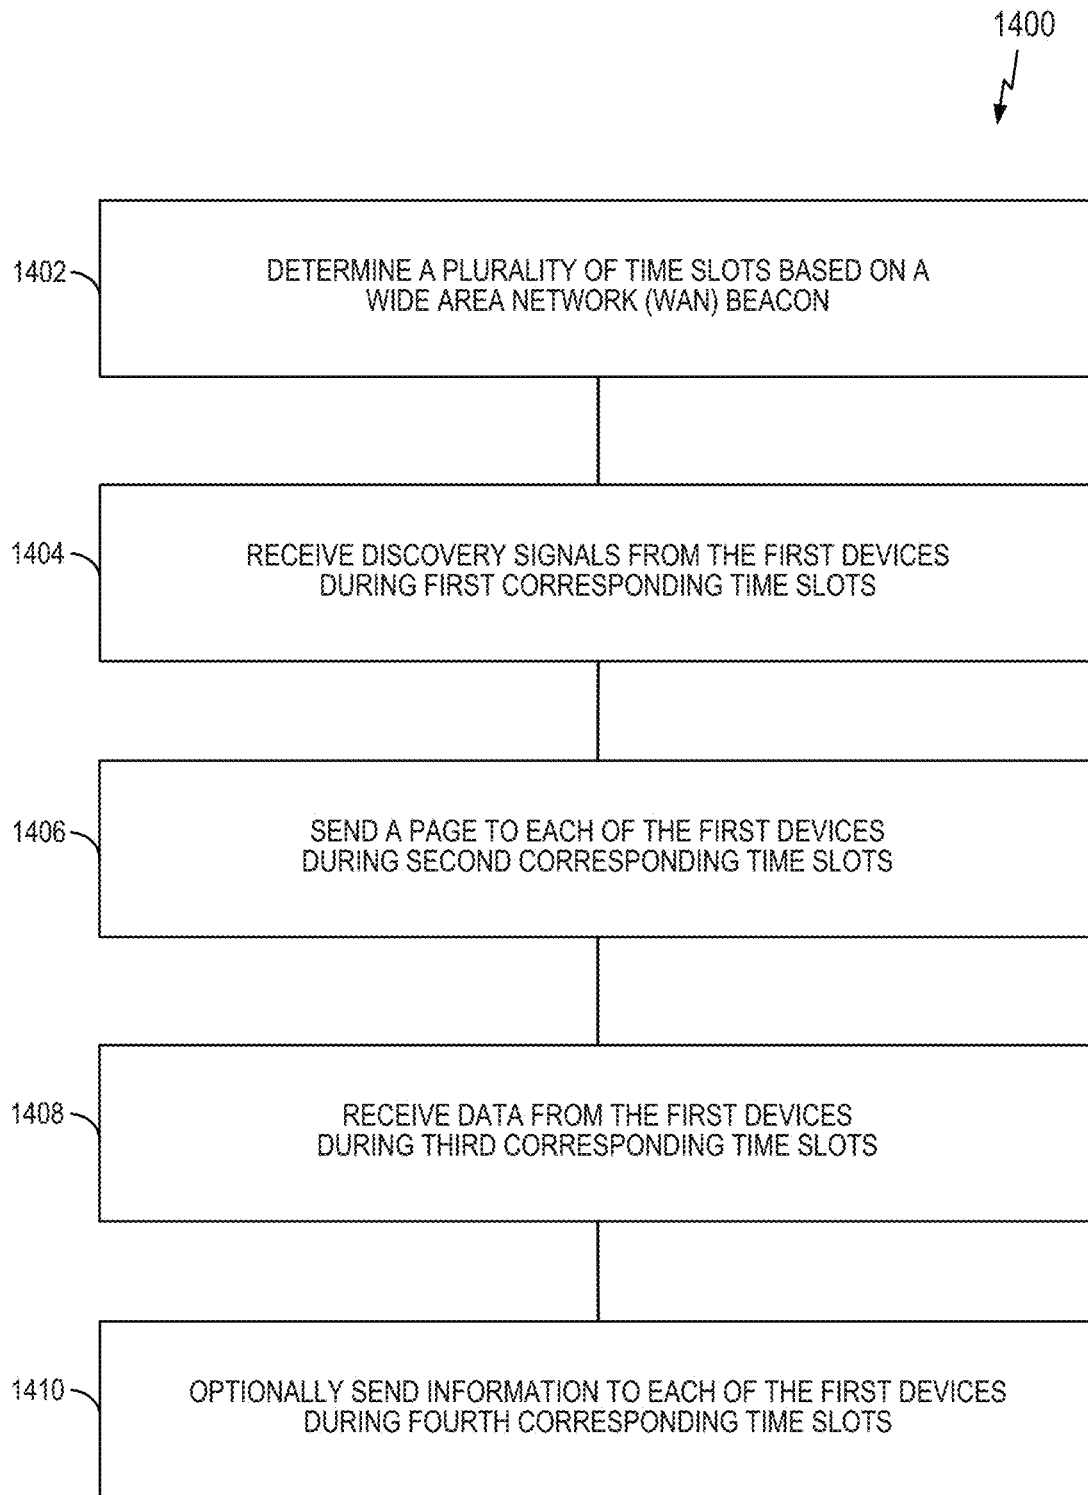 1400
1402
DETERMINE A PLURALITY OF TIME SLOTS BASED ON A
WIDE AREA NETWORK (WAN) BEACON
1404
RECEIVE DISCOVERY SIGNALS FROM THE FIRST DEVICES
DURING FIRST CORRESPONDING TIME SLOTS
1406
SEND A PAGE TO EACH OF THE FIRST DEVICES
DURING SECOND CORRESPONDING TIME SLOTS
1408
RECEIVE DATA FROM THE FIRST DEVICES
DURING THIRD CORRESPONDING TIME SLOTS
1410
OPTIONALLY SEND INFORMATION TO EACH OF THE FIRST DEVICES
DURING FOURTH CORRESPONDING TIME SLOTS